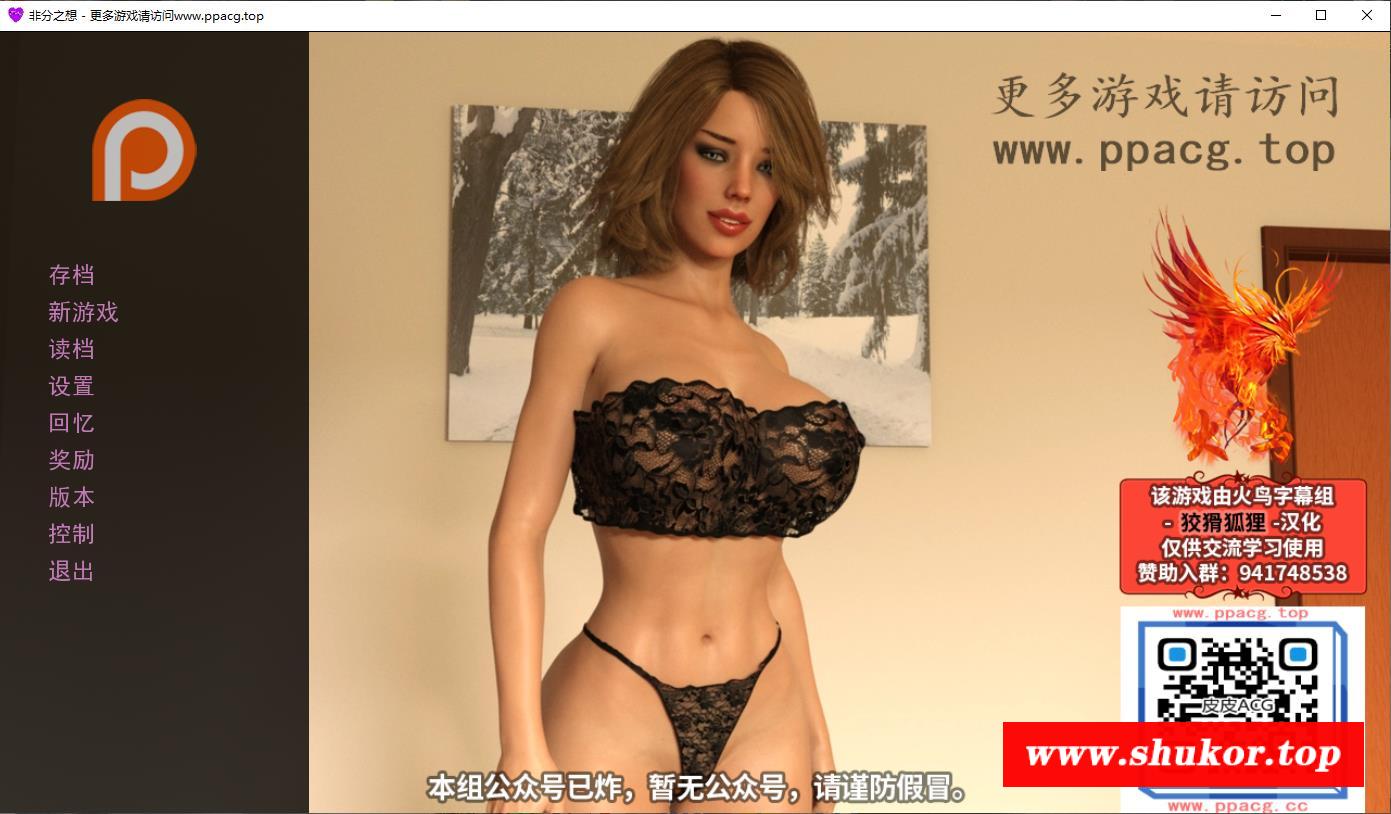 非分之想 - 更多游戏请访问www.ppacg.top
存档
新游戏
读档
设置
回忆
奖励
版本
控制
退出
更多游戏请访问
www.ppacg.top
该游戏由火鸟字幕组
- 狡猾狐狸 -汉化
仅供交流学习使用
赞助入群：941748538
www.ppacg.top
皮皮ACG
www.shukor.top
www.ppacg.cc
本组公众号已炸，暂无公众号，请谨防假冒。